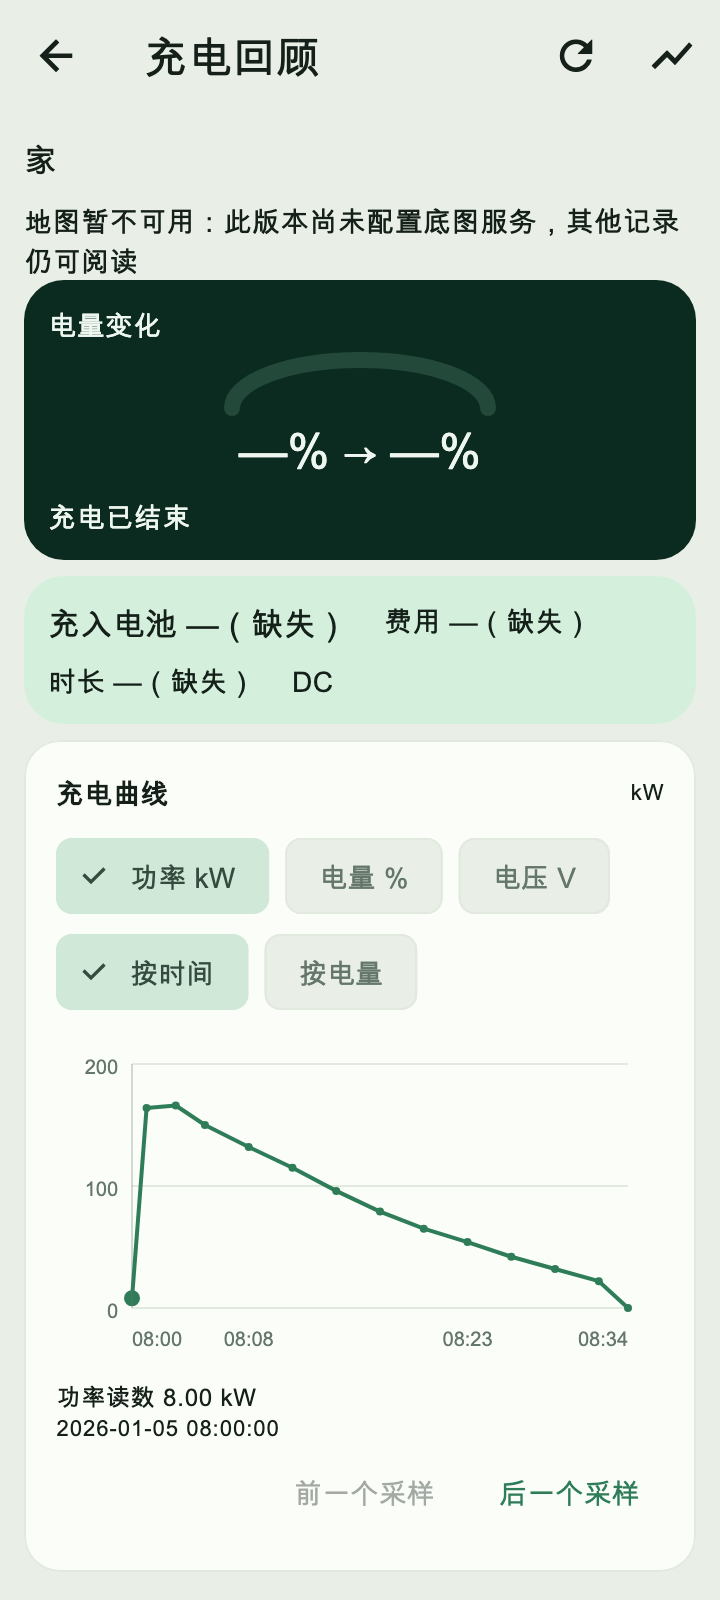 充电回顾
家
地图暂不可用：此版本尚未配置底图服务，其他记录
仍可阅读
电量变化
—% → —%
充电已结束
充入电池 —（缺失） 费用 —（缺失）
时长 —（缺失） DC
充电曲线 kW
功率 kW 电量 % 电压 V
按时间 按电量
200
100
0
08:00 08:08 08:23 08:34
功率读数 8.00 kW
2026-01-05 08:00:00
前一个采样 后一个采样